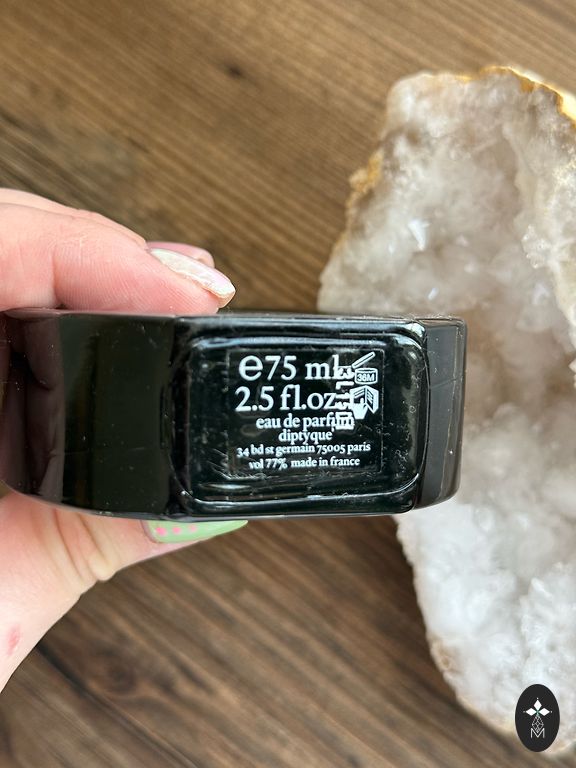 e75 ml
2.5 fl.oz
36M
eau de parfum
diptyque
34 bd st germain 75005 paris
vol 77% made in france
M